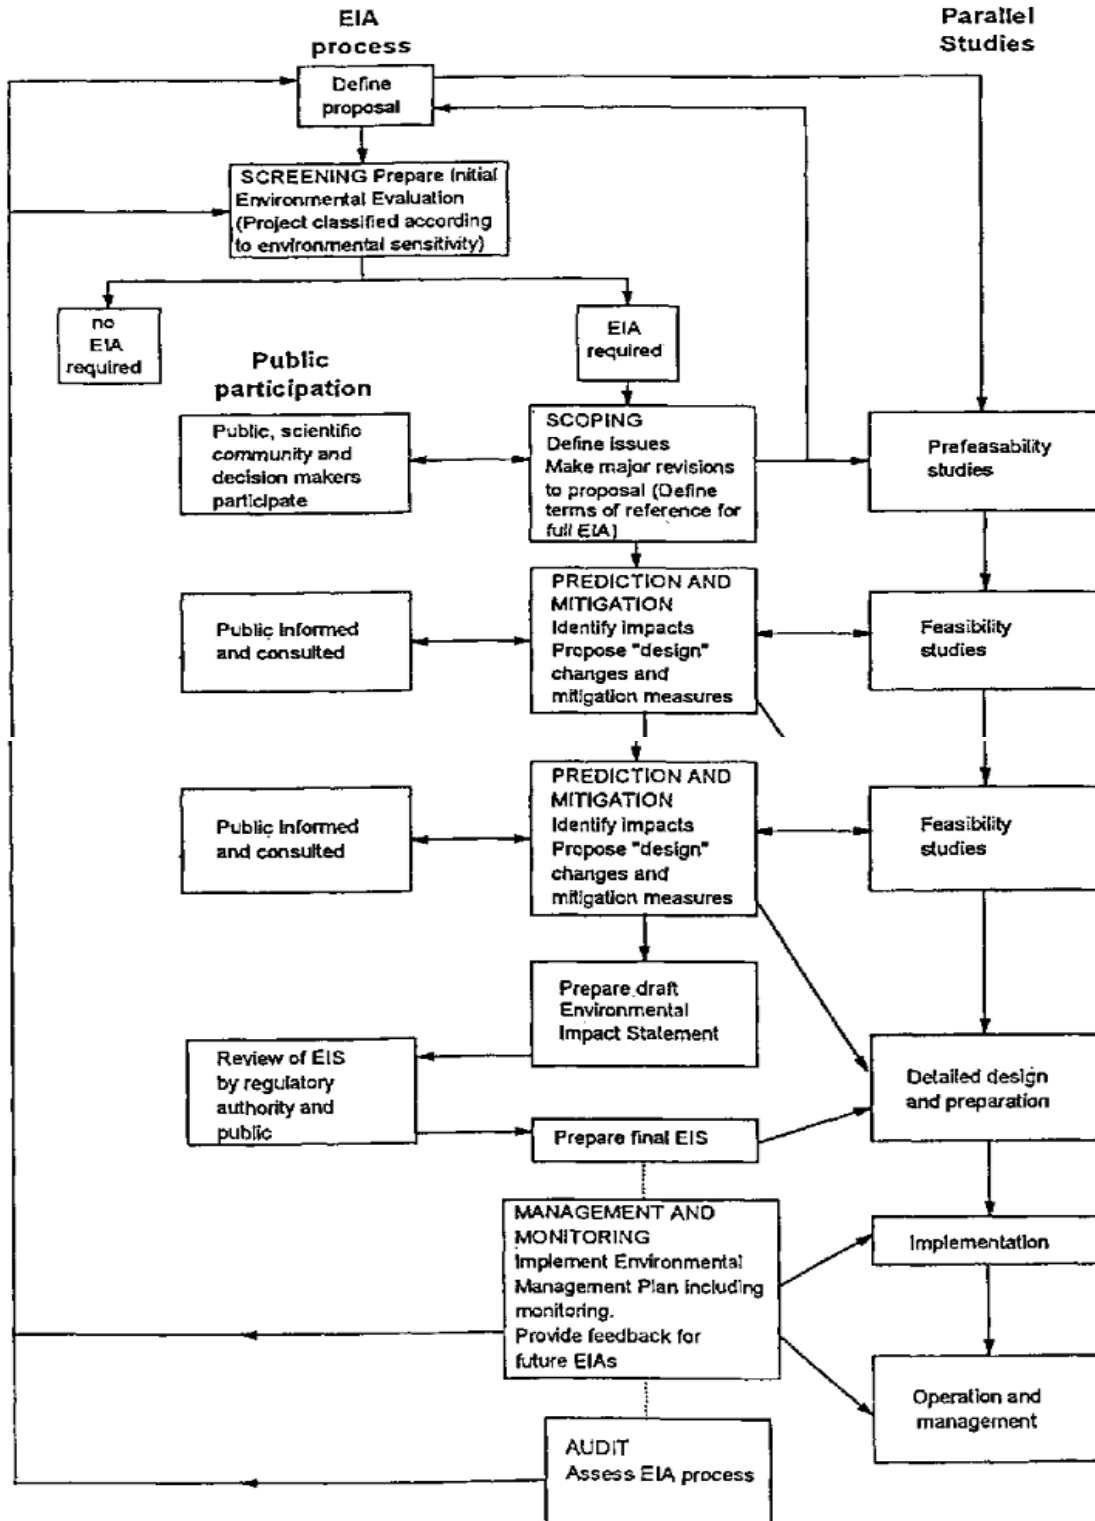 EIA
process
Parallel
Studies
Define
proposal
SCREENING Prepare Initial
Environmental Evaluation
(Project classified according
to environmental sensitivity)
no
EIA
required
EIA
required
Public
participation
Public, scientific
community and
decision makers
participate
SCOPING
Define issues
Make major revisions
to proposal (Define
terms of reference for
full EIA)
Prefeasability
studies
Public Informed
and consulted
PREDICTION AND
MITIGATION
Identify impacts
Propose "design"
changes and
mitigation measures
Feasibility
studies
Public Informed
and consulted
PREDICTION AND
MITIGATION
Identify impacts
Propose "design"
changes and
mitigation measures
Feasibility
studies
Prepare draft
Environmental
Impact Statement
Review of EIS
by regulatory
authority and
public
Detailed design
and preparation
Prepare final EIS
MANAGEMENT AND
MONITORING
Implement Environmental
Management Plan including
monitoring.
Provide feedback for
future EIAs
Implementation
Operation and
management
AUDIT
Assess EIA process